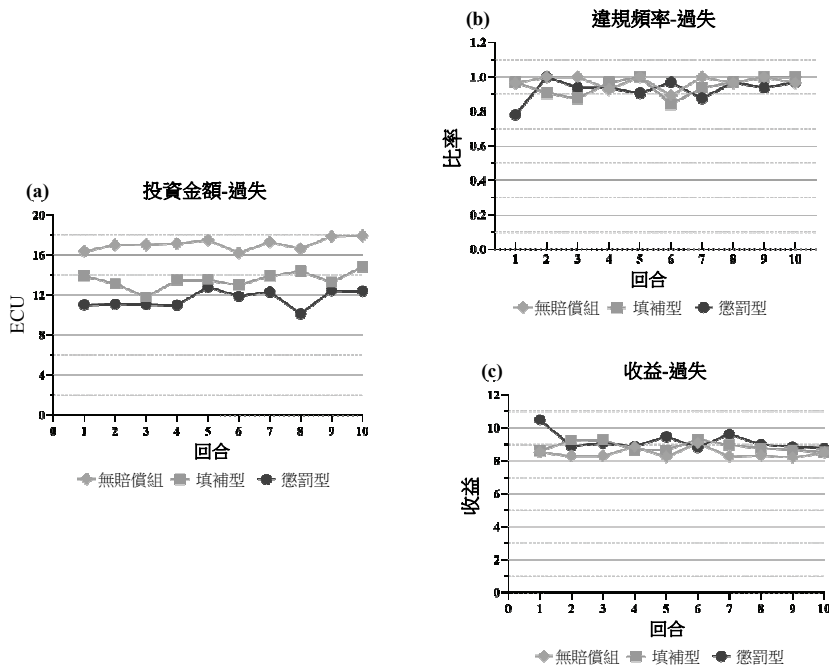 (a)
投資金額-過失
20
18
16
14
12
10
8
6
4
2
0
ECU
0 1 2 3 4 5 6 7 8 9 10
回合
無賠償組 填補型 懲罰型
(b)
違規頻率-過失
1.2
1.0
0.8
0.6
0.4
0.2
0.0
比率
1 2 3 4 5 6 7 8 9 10
回合
無賠償組 填補型 懲罰型
(c)
收益-過失
12
10
8
6
4
2
0
收益
0 1 2 3 4 5 6 7 8 9 10
回合
無賠償組 填補型 懲罰型